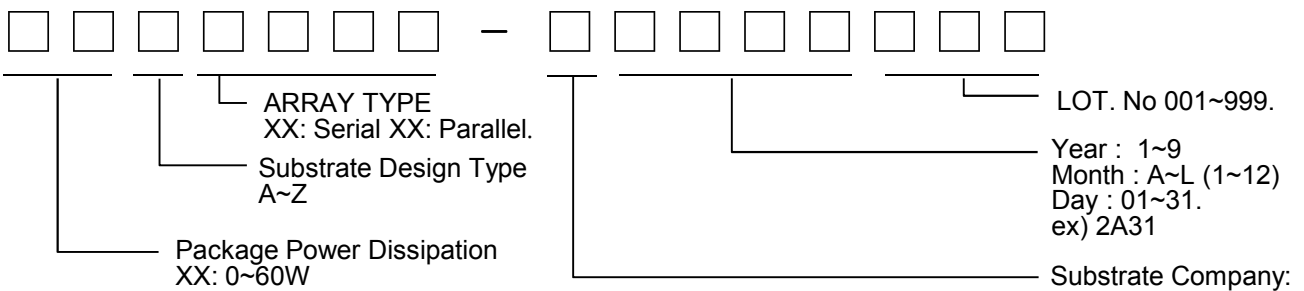 –
ARRAY TYPE
XX: Serial XX: Parallel.
Substrate Design Type
A~Z
Package Power Dissipation
XX: 0~60W
LOT. No 001~999.
Year : 1~9
Month : A~L (1~12)
Day : 01~31.
ex) 2A31
Substrate Company: